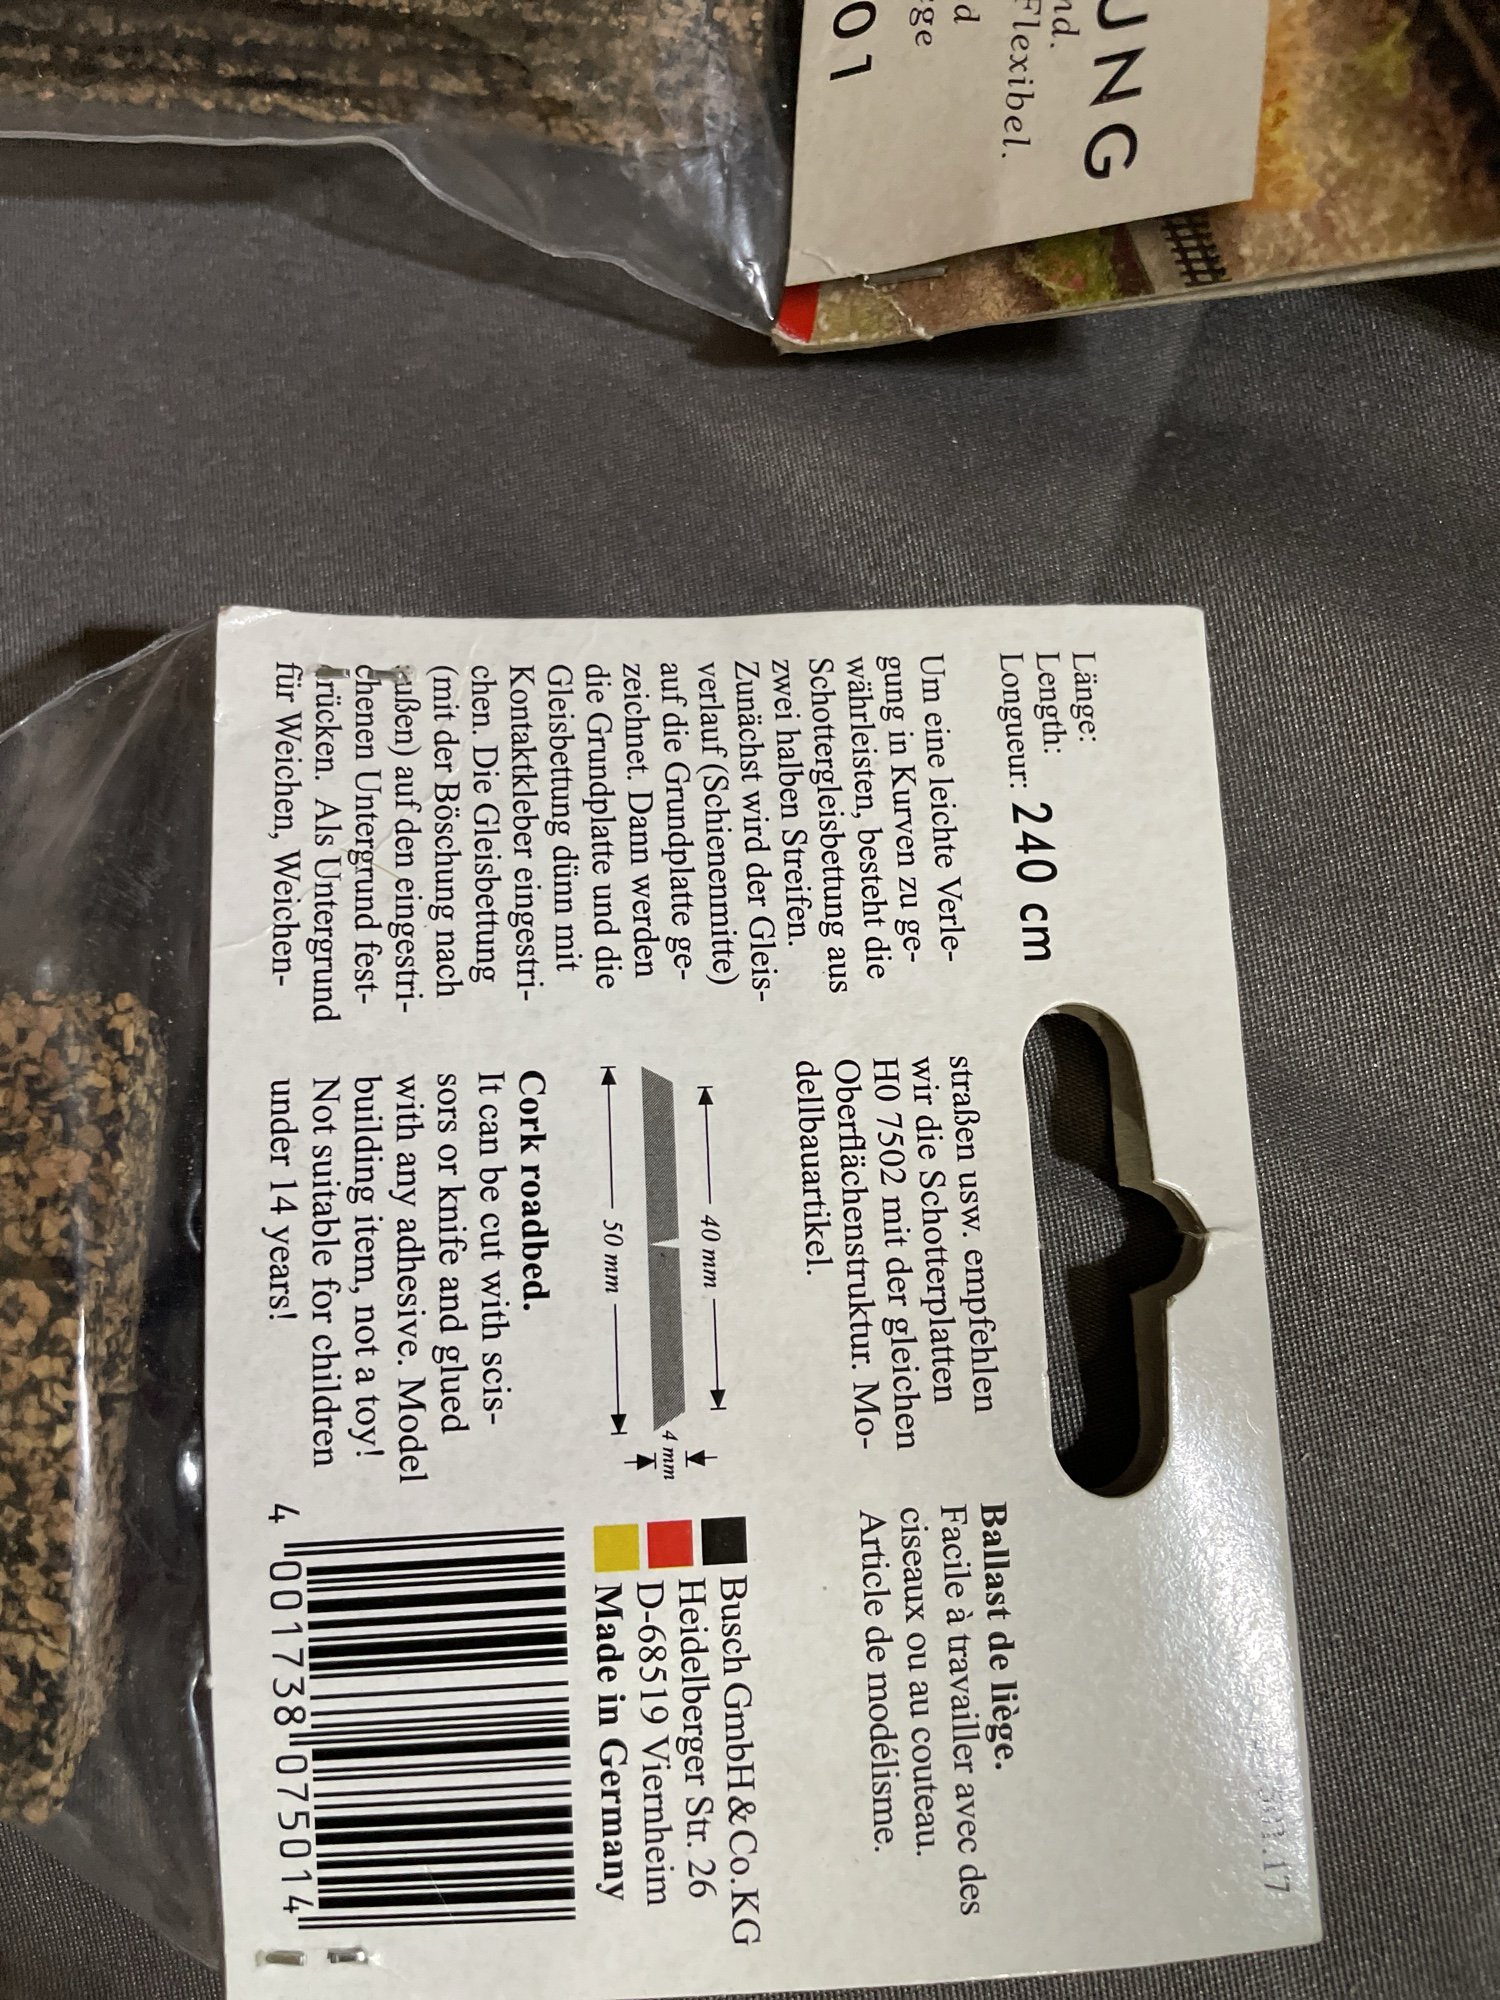 UNG
nd.
Flexibel.
d
ge
01
Länge:
Length:
Longueur: 240 cm
Um eine leichte Verle-
gung in Kurven zu ge-
währleisten, besteht die
Schottergleisbettung aus
zwei halben Streifen.
Zunächst wird der Gleis-
verlauf (Schienenmitte)
auf die Grundplatte ge-
zeichnet. Dann werden
die Grundplatte und die
Gleisbettung dünn mit
Kontaktkleber eingestri-
chen. Die Gleisbettung
(mit der Böschung nach
außen) auf den eingestri-
chenen Untergrund fest-
drücken. Als Untergrund
für Weichen, Weichen-
straßen usw. empfehlen
wir die Schotterplatten
H0 7502 mit der gleichen
Oberflächenstruktur. Mo-
dellbauartikel.
40 mm
4 mm
50 mm
Cork roadbed.
It can be cut with scis-
sors or knife and glued
with any adhesive. Model
building item, not a toy!
Not suitable for children
under 14 years!
Ballast de liège.
Facile à travailler avec des
ciseaux ou au couteau.
Article de modélisme.
Busch GmbH & Co. KG
Heidelberger Str. 26
D-68519 Viernheim
Made in Germany
4 001738 075014